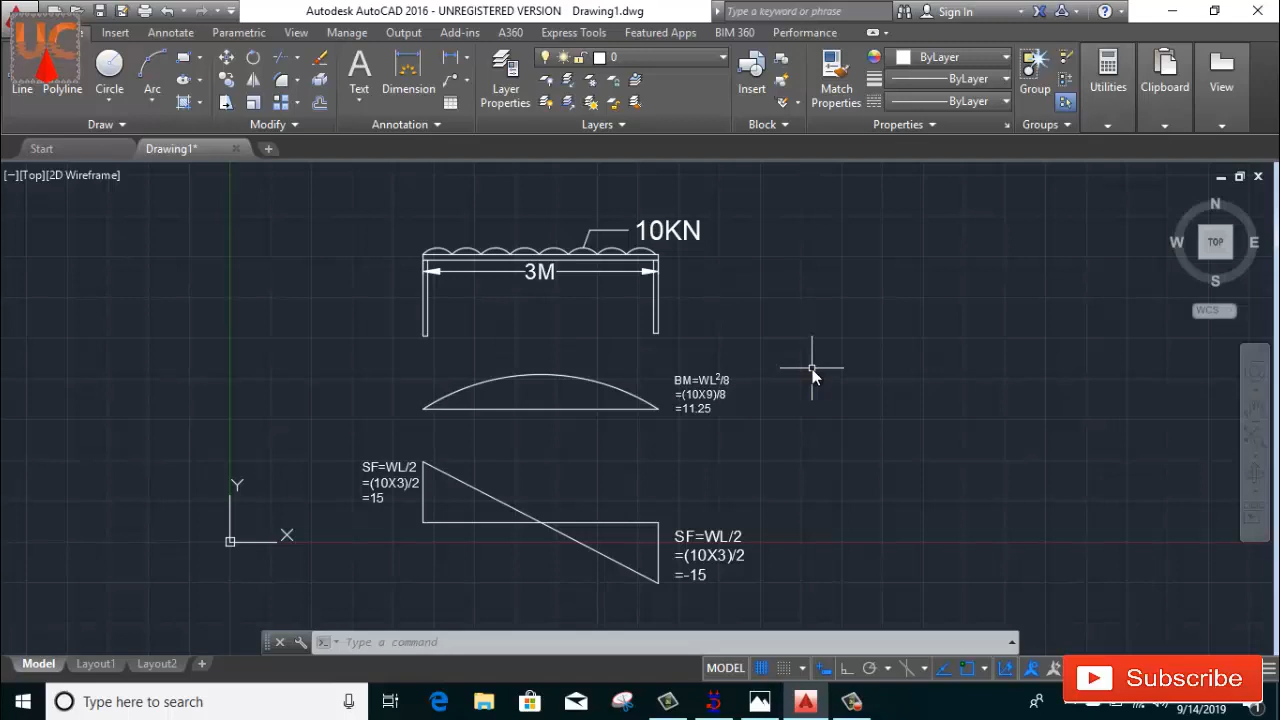 Autodesk AutoCAD 2016 - UNREGISTERED VERSION Drawing1.dwg
Type a keyword or phrase
Sign In
UC
Insert Annotate Parametric View Manage Output Add-ins A360 Express Tools Featured Apps BIM 360 Performance
Line Polyline Circle Arc
Text Dimension
Layer Properties
0
Insert
Match Properties
ByLayer
ByLayer
ByLayer
Group
Utilities
Clipboard
View
Draw Modify Annotation Layers Block Properties Groups
Start Drawing1*
[−][Top][2D Wireframe]
N
W TOP E
S
WCS
10KN
3M
BM=WL²/8
=(10X9)/8
=11.25
SF=WL/2
=(10X3)/2
=15
SF=WL/2
=(10X3)/2
=-15
Y
X
Type a command
Model Layout1 Layout2 +
MODEL
Subscribe
Type here to search
9/14/2019